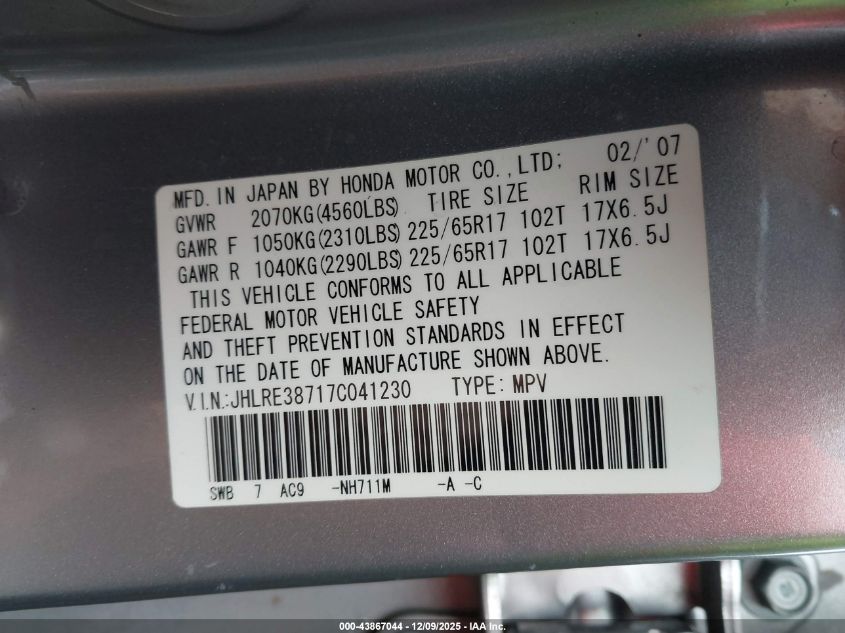 MFD. IN JAPAN BY HONDA MOTOR CO.,LTD; 02/'07
GVWR 2070KG(4560LBS) TIRE SIZE RIM SIZE
GAWR F 1050KG(2310LBS) 225/65R17 102T 17X6.5J
GAWR R 1040KG(2290LBS) 225/65R17 102T 17X6.5J
THIS VEHICLE CONFORMS TO ALL APPLICABLE
FEDERAL MOTOR VEHICLE SAFETY
AND THEFT PREVENTION STANDARDS IN EFFECT
ON THE DATE OF MANUFACTURE SHOWN ABOVE.
V.I.N.:JHLRE38717C041230 TYPE: MPV
SWB 7 AC9 -NH711M -A -C
000-43867044 - 12/09/2025 - IAA Inc.